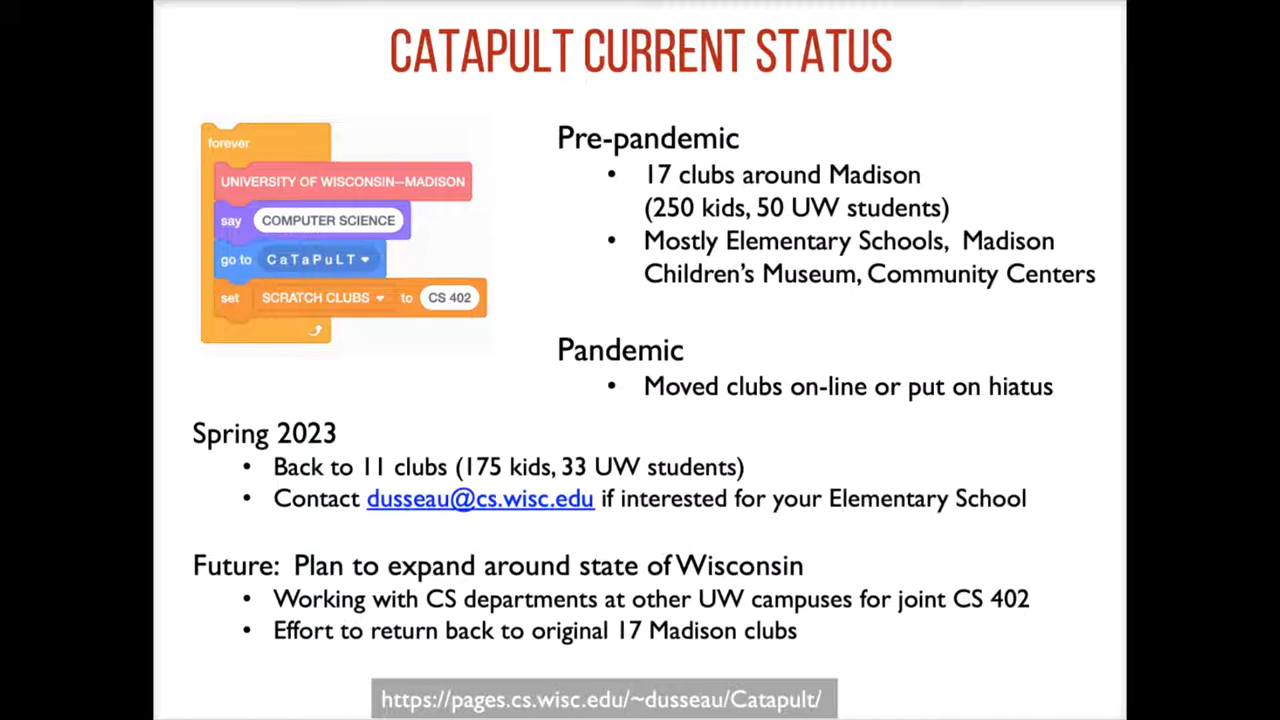 CATAPULT CURRENT STATUS
forever
UNIVERSITY OF WISCONSIN--MADISON
say COMPUTER SCIENCE
go to CaTaPuLT
set SCRATCH CLUBS to CS 402
Pre-pandemic
• 17 clubs around Madison
(250 kids, 50 UW students)
• Mostly Elementary Schools, Madison
Children's Museum, Community Centers
Pandemic
• Moved clubs on-line or put on hiatus
Spring 2023
• Back to 11 clubs (175 kids, 33 UW students)
• Contact dusseau@cs.wisc.edu if interested for your Elementary School
Future: Plan to expand around state of Wisconsin
• Working with CS departments at other UW campuses for joint CS 402
• Effort to return back to original 17 Madison clubs
https://pages.cs.wisc.edu/~dusseau/Catapult/